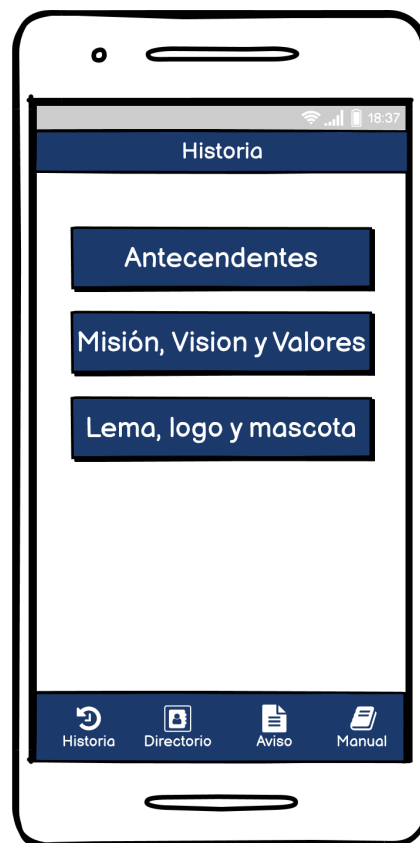 18:37
Historia
Antecendentes
Misión, Vision y Valores
Lema, logo y mascota
Historia Directorio Aviso Manual